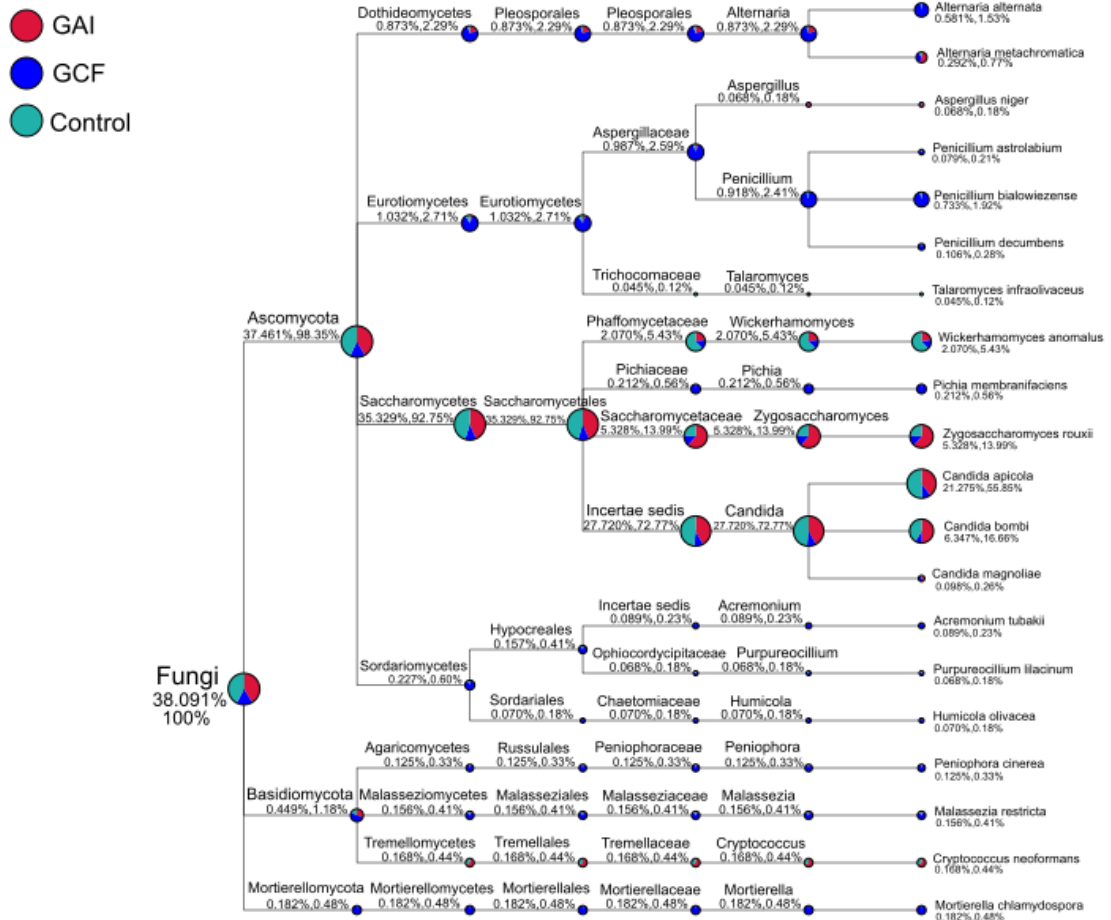 GAI
GCF
Control
Dothideomycetes
0.873%,2.29%
Pleosporales
0.873%,2.29%
Pleosporales
0.873%,2.29%
Alternaria
0.873%,2.29%
Alternaria alternata
0.581%,1.53%
Alternaria metachromatica
0.292%,0.77%
Aspergillus
0.068%,0.18%
Aspergillus niger
0.068%,0.18%
Aspergillaceae
0.987%,2.59%
Penicillium astrolabium
0.079%,0.21%
Penicillium
0.918%,2.41%
Penicillium bialowiezense
0.733%,1.92%
Penicillium decumbens
0.106%,0.28%
Eurotiomycetes
1.032%,2.71%
Eurotiomycetes
1.032%,2.71%
Trichocomaceae
0.045%,0.12%
Talaromyces
0.045%,0.12%
Talaromyces infraolivaceus
0.045%,0.12%
Ascomycota
37.461%,98.35%
Phaffomycetaceae
2.070%,5.43%
Wickerhamomyces
2.070%,5.43%
Wickerhamomyces anomalus
2.070%,5.43%
Pichiaceae
0.212%,0.56%
Pichia
0.212%,0.56%
Pichia membranifaciens
0.212%,0.56%
Saccharomycetes
35.329%,92.75%
Saccharomycetales
35.329%,92.75%
Saccharomycetaceae
5.328%,13.99%
Zygosaccharomyces
5.328%,13.99%
Zygosaccharomyces rouxii
5.328%,13.99%
Candida apicola
21.275%,55.85%
Incertae sedis
27.720%,72.77%
Candida
27.720%,72.77%
Candida bombi
6.347%,16.66%
Candida magnoliae
0.098%,0.26%
Incertae sedis
0.089%,0.23%
Acremonium
0.089%,0.23%
Acremonium tubakii
0.089%,0.23%
Hypocreales
0.157%,0.41%
Ophiocordycipitaceae
0.068%,0.18%
Purpureocillium
0.068%,0.18%
Purpureocillium lilacinum
0.068%,0.18%
Sordariomycetes
0.227%,0.60%
Sordariales
0.070%,0.18%
Chaetomiaceae
0.070%,0.18%
Humicola
0.070%,0.18%
Humicola olivacea
0.070%,0.18%
Fungi
38.091%
100%
Agaricomycetes
0.125%,0.33%
Russulales
0.125%,0.33%
Peniophoraceae
0.125%,0.33%
Peniophora
0.125%,0.33%
Peniophora cinerea
0.125%,0.33%
Basidiomycota
0.449%,1.18%
Malasseziomycetes
0.156%,0.41%
Malasseziales
0.156%,0.41%
Malasseziaceae
0.156%,0.41%
Malassezia
0.156%,0.41%
Malassezia restricta
0.156%,0.41%
Tremellomycetes
0.168%,0.44%
Tremellales
0.168%,0.44%
Tremellaceae
0.168%,0.44%
Cryptococcus
0.168%,0.44%
Cryptococcus neoformans
0.168%,0.44%
Mortierellomycota
0.182%,0.48%
Mortierellomycetes
0.182%,0.48%
Mortierellales
0.182%,0.48%
Mortierellaceae
0.182%,0.48%
Mortierella
0.182%,0.48%
Mortierella chlamydospora
0.182%,0.48%